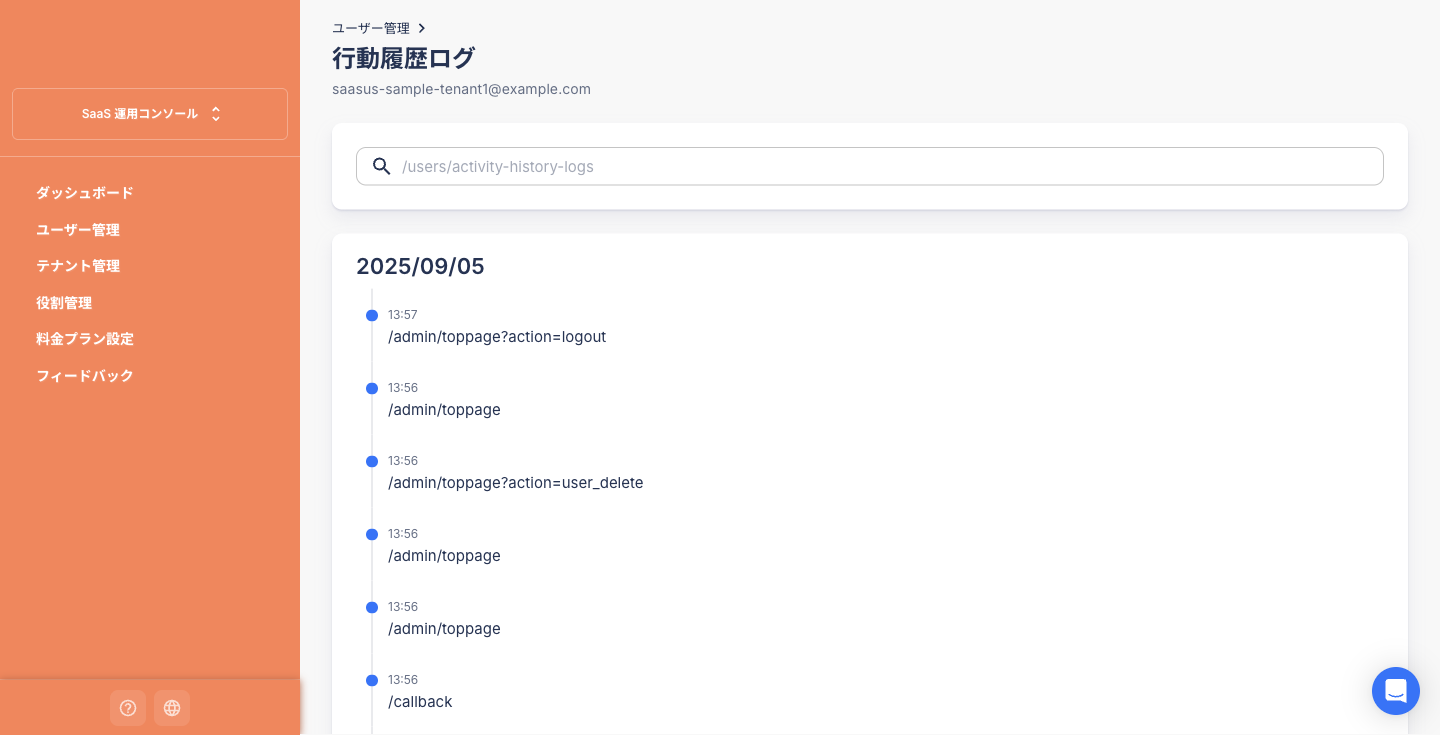 SaaS 運用コンソール
ダッシュボード
ユーザー管理
テナント管理
役割管理
料金プラン設定
フィードバック
ユーザー管理
行動履歴ログ
saasus-sample-tenant1@example.com
/users/activity-history-logs
2025/09/05
13:57
/admin/toppage?action=logout
13:56
/admin/toppage
13:56
/admin/toppage?action=user_delete
13:56
/admin/toppage
13:56
/admin/toppage
13:56
/callback